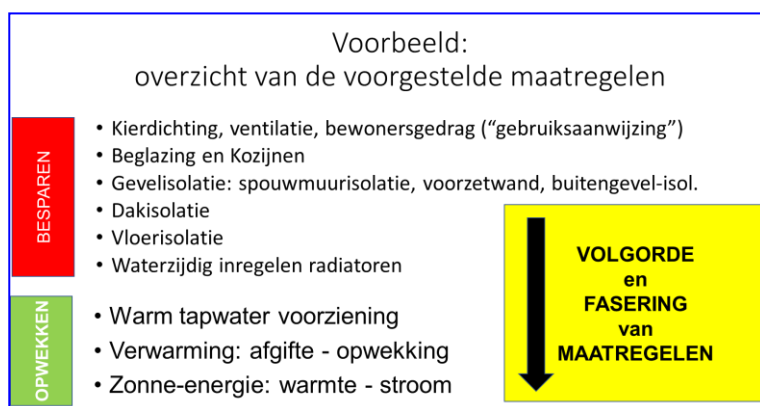 Voorbeeld:
overzicht van de voorgestelde maatregelen
BESPAREN
• Kierdichting, ventilatie, bewonersgedrag (“gebruiksaanwijzing”)
• Beglazing en Kozijnen
• Gevelisolatie: spouwmuurisolatie, voorzetwand, buitengevel-isol.
• Dakisolatie
• Vloerisolatie
• Waterzijdig inregelen radiatoren
OPWEKKEN
• Warm tapwater voorziening
• Verwarming: afgifte - opwekking
• Zonne-energie: warmte - stroom
VOLGORDE
en
FASERING
van
MAATREGELEN